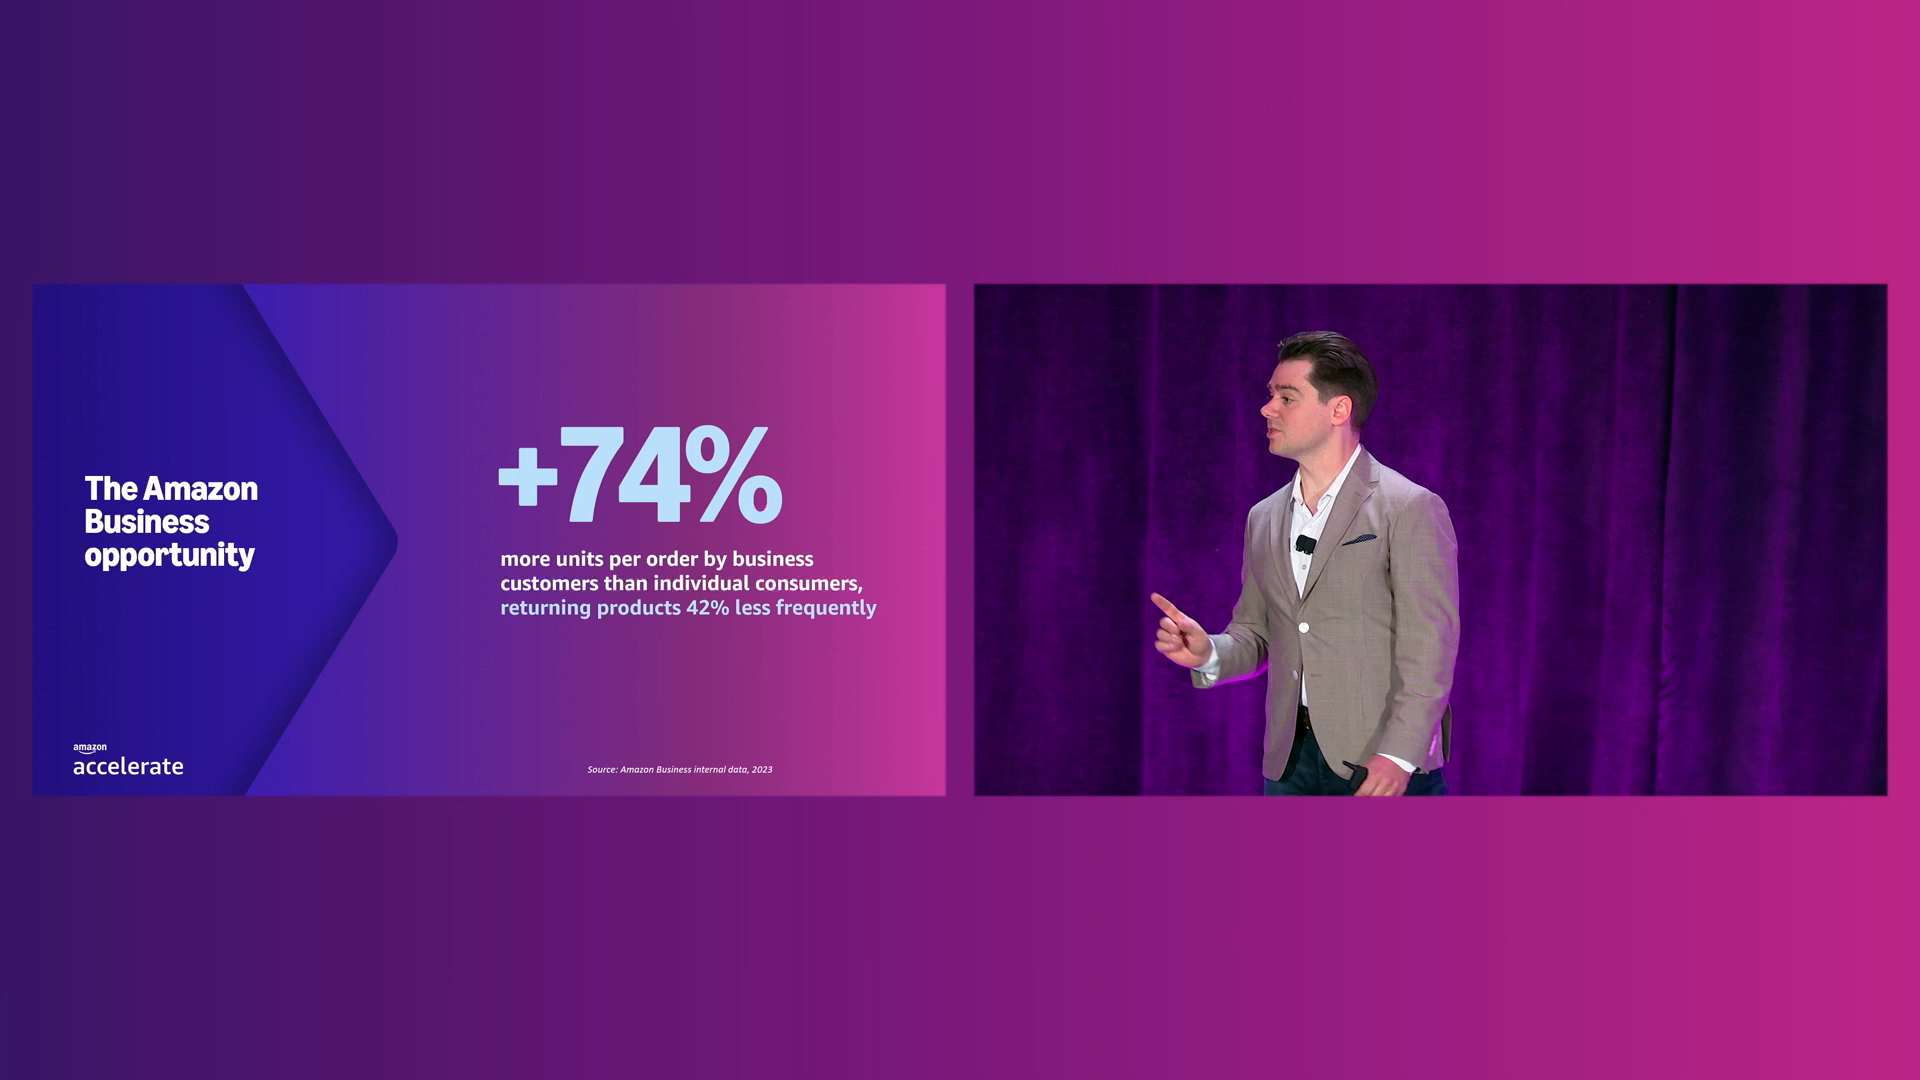 The Amazon
Business
opportunity
+74%
more units per order by business
customers than individual consumers,
returning products 42% less frequently
amazon
accelerate
Source: Amazon Business internal data, 2023